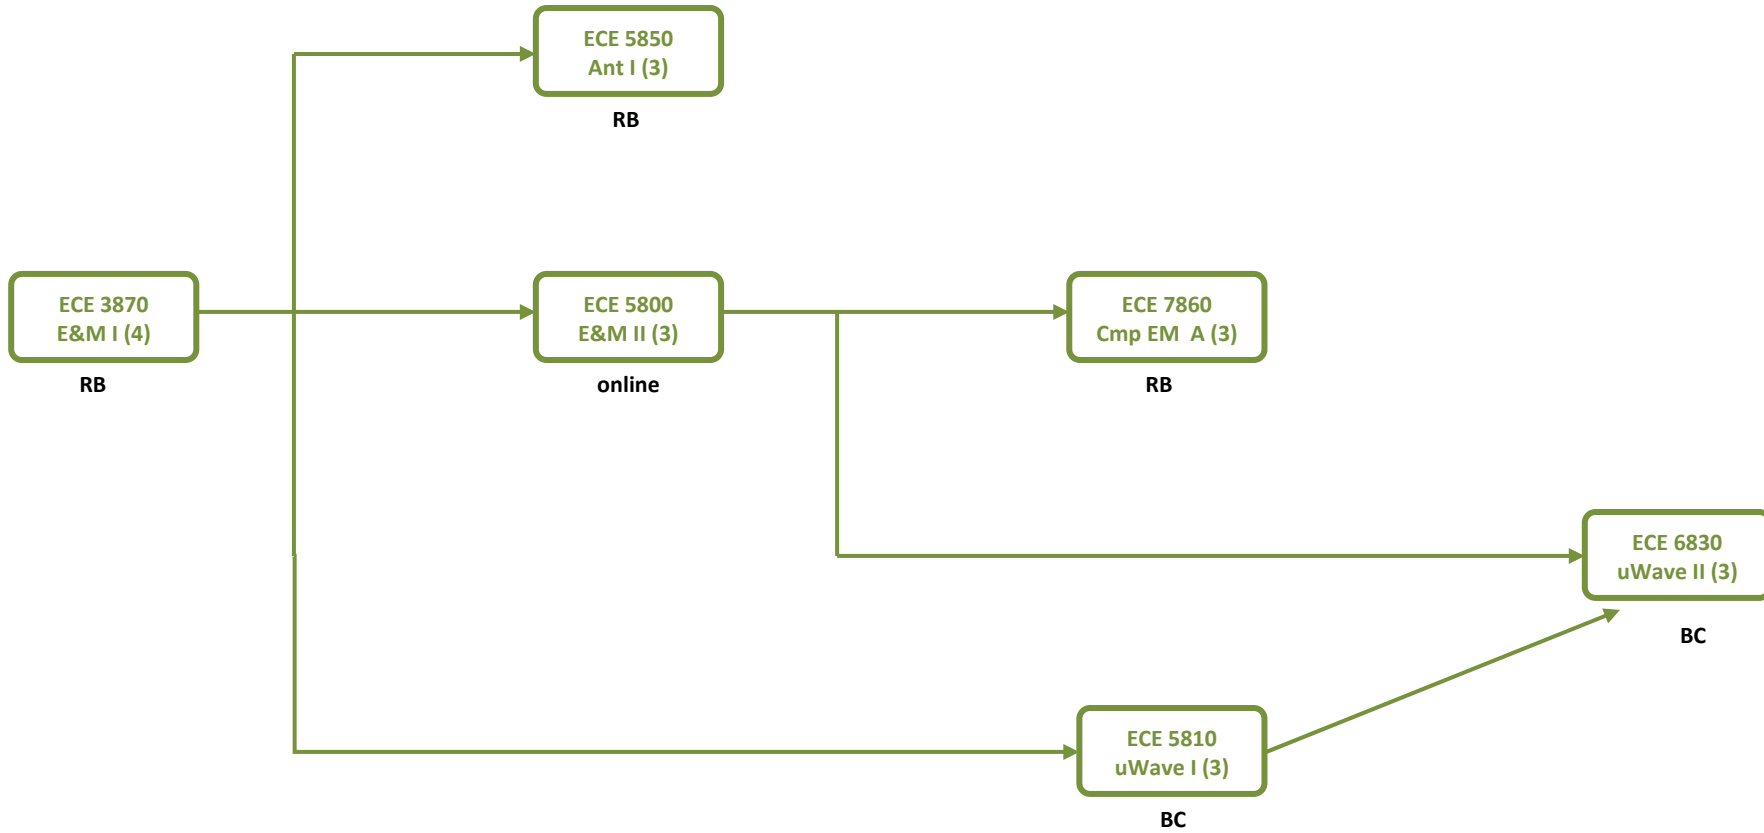 ECE 5850
Ant I (3)
RB
ECE 3870
E&M I (4)
RB
ECE 5800
E&M II (3)
online
ECE 7860
Cmp EM  A (3)
RB
ECE 6830
uWave II (3)
BC
ECE 5810
uWave I (3)
BC